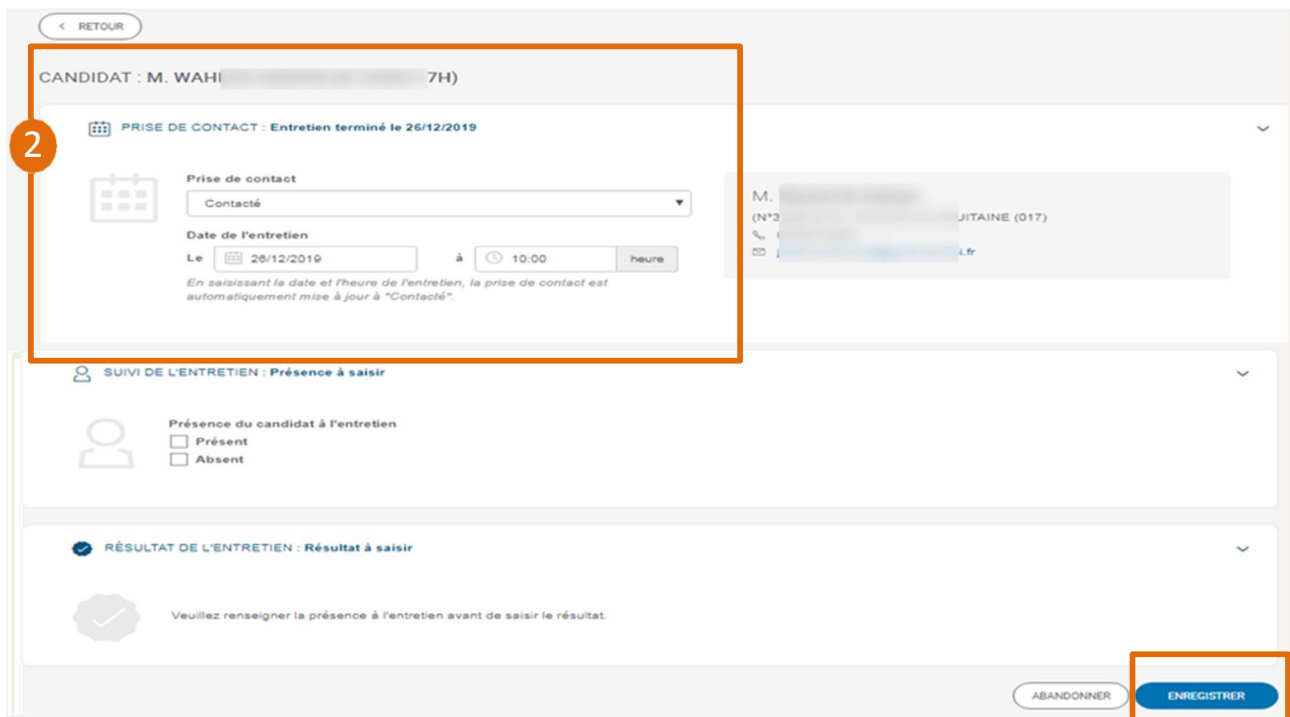 < RETOUR
CANDIDAT : M. WAHI 7H)
2
PRISE DE CONTACT : Entretien terminé le 26/12/2019
Prise de contact
Contacté
Date de l'entretien
Le 26/12/2019 à 10:00 heure
En saisissant la date et l'heure de l'entretien, la prise de contact est
automatiquement mise à jour à "Contacté".
M.
(N°3 UITAINE (017)
i.fr
SUIVI DE L'ENTRETIEN : Présence à saisir
Présence du candidat à l'entretien
Présent
Absent
RÉSULTAT DE L'ENTRETIEN : Résultat à saisir
Veuillez renseigner la présence à l'entretien avant de saisir le résultat.
ABANDONNER
ENREGISTRER